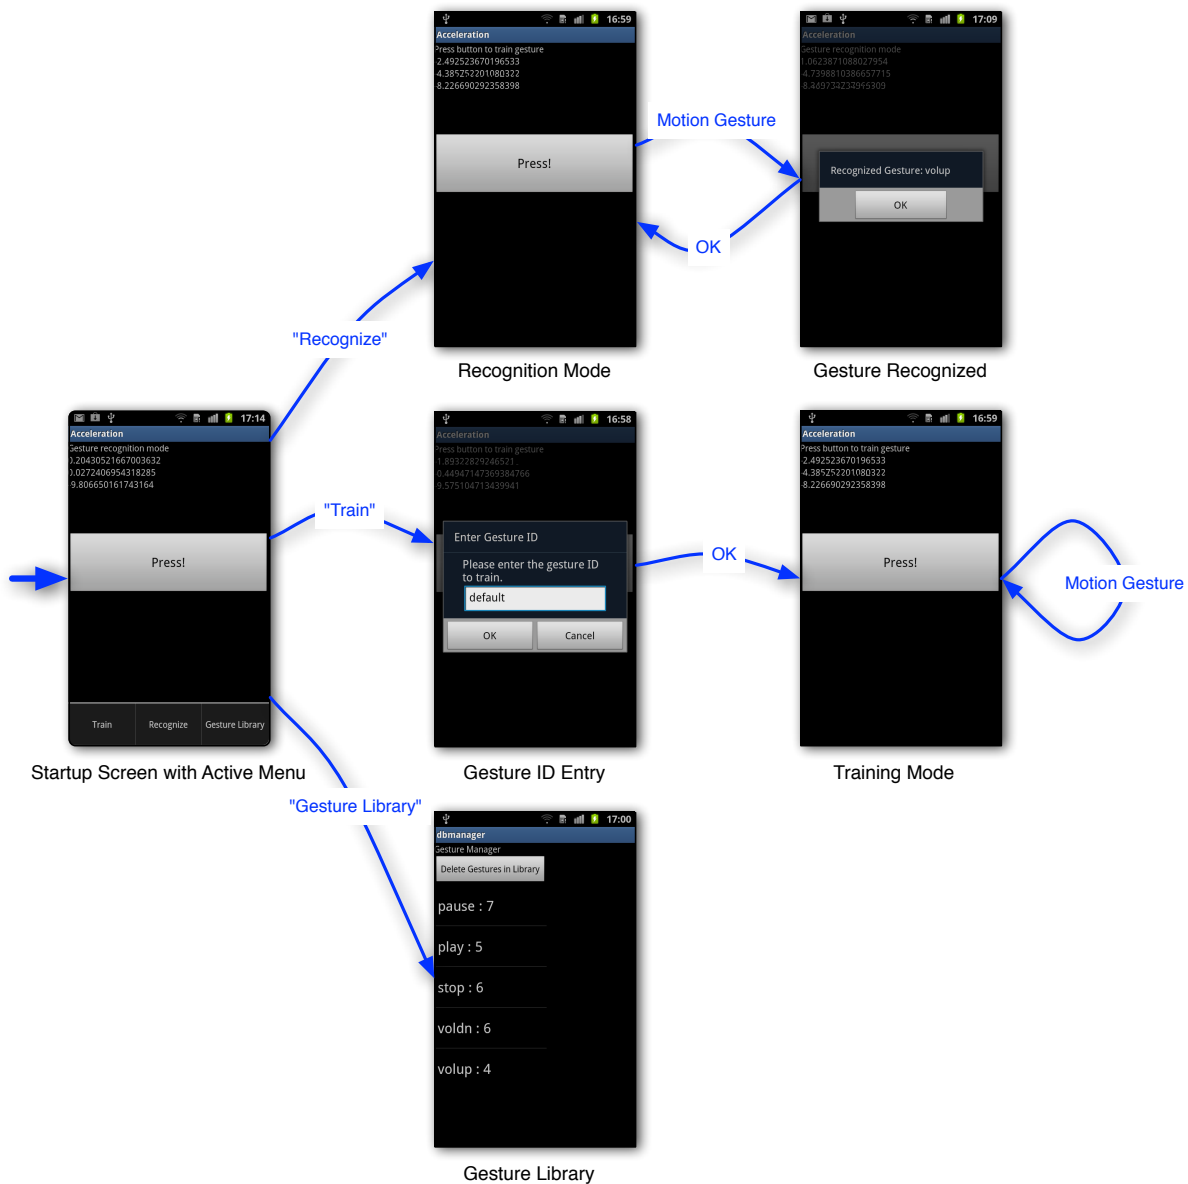 16:59
Acceleration
Press button to train gesture
-2.492523670196533
-4.385252201080322
-8.226690292358398
Press!
Recognition Mode
Motion Gesture
OK
17:09
Acceleration
Gesture recognition mode
1.0623871088027954
-4.7398810386657715
-8.469734234995309
Recognized Gesture: volup
OK
Gesture Recognized
"Recognize"
17:14
Acceleration
Gesture recognition mode
0.20430521667003632
0.0272406954318285
9.806650161743164
Press!
Train
Recognize
Gesture Library
Startup Screen with Active Menu
"Train"
16:58
Acceleration
Press button to train gesture
0.44947147369384766
9.575104713439941
Enter Gesture ID
Please enter the gesture ID
to train.
default
OK
Cancel
Gesture ID Entry
OK
16:59
Acceleration
Press button to train gesture
-2.492523670196533
-4.385252201080322
-8.226690292358398
Press!
Training Mode
Motion Gesture
"Gesture Library"
17:00
dbmanager
Gesture Manager
Delete Gestures in Library
pause : 7
play : 5
stop : 6
voldn : 6
volup : 4
Gesture Library